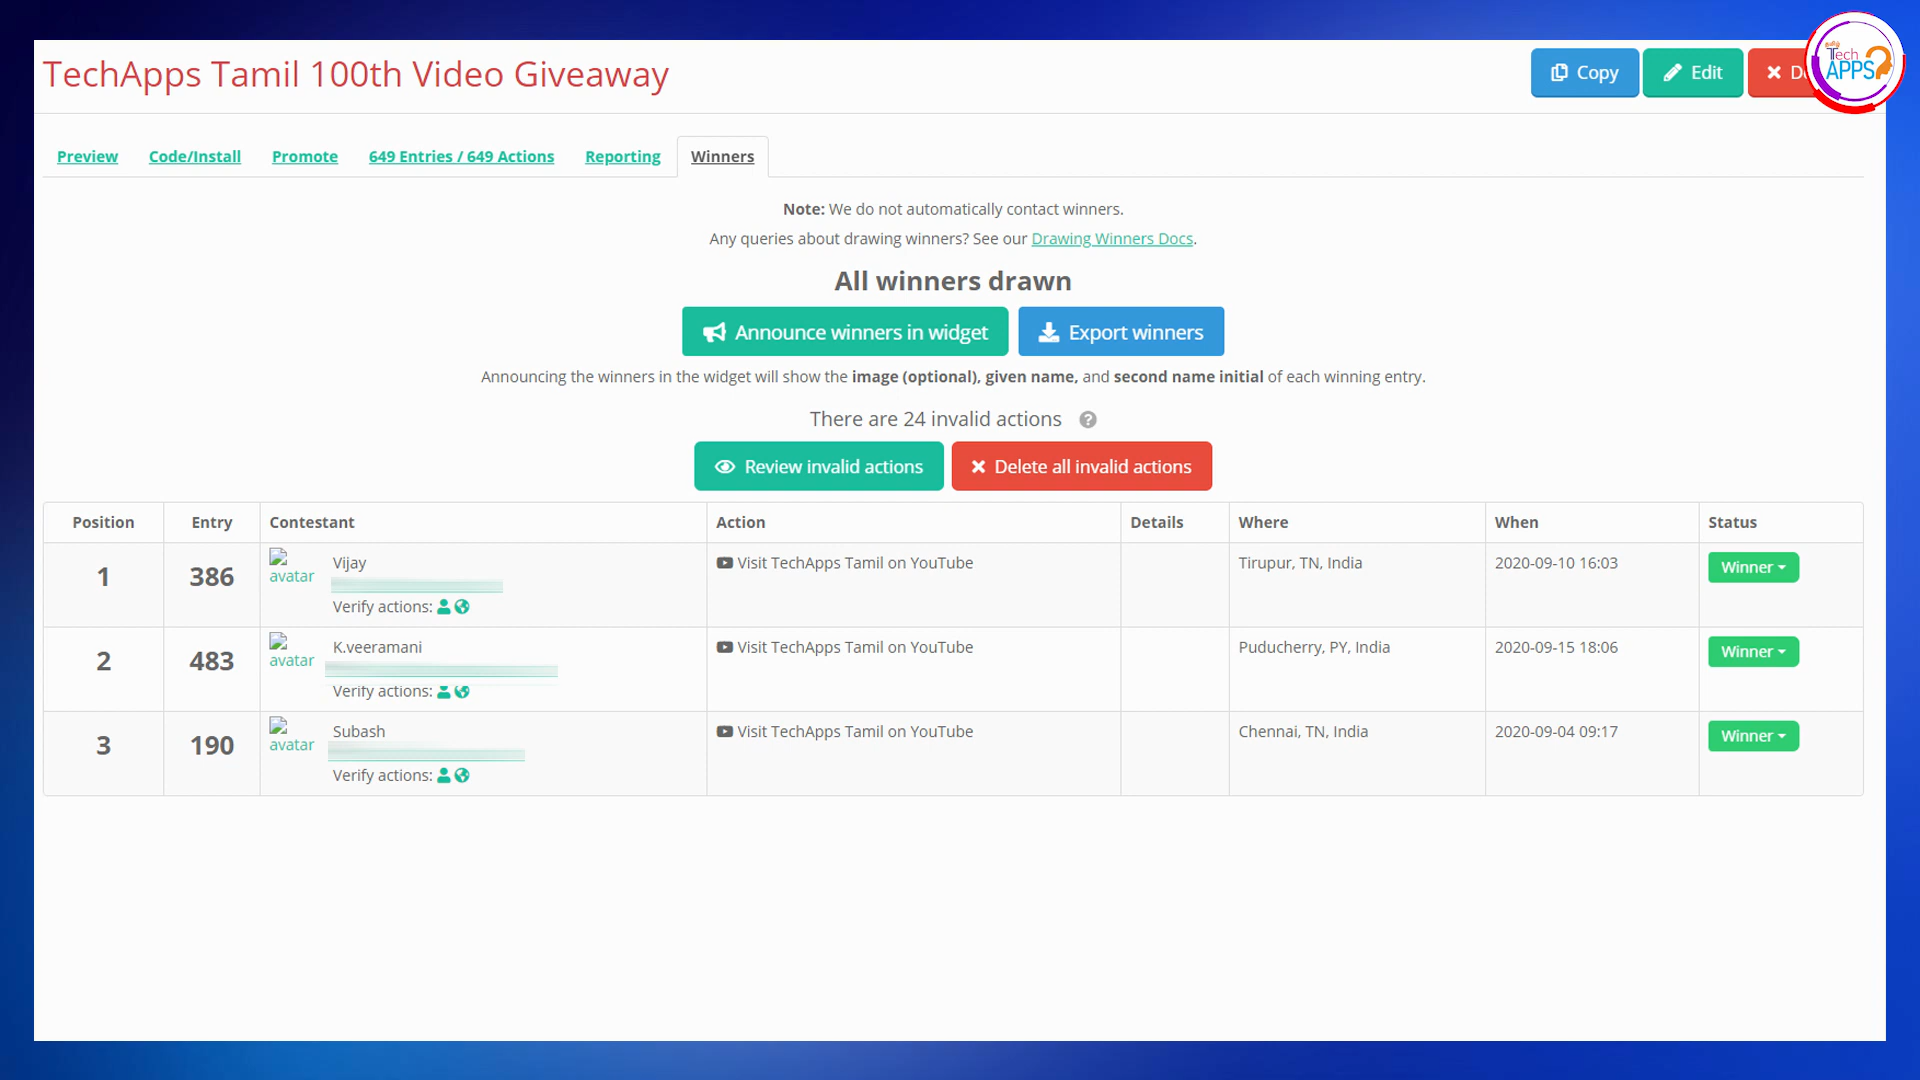 TechApps Tamil 100th Video Giveaway
Copy
Edit
தமிழ்
Tech
APPS
Preview
Code/Install
Promote
649 Entries / 649 Actions
Reporting
Winners
Note: We do not automatically contact winners.
Any queries about drawing winners? See our Drawing Winners Docs.
All winners drawn
Announce winners in widget
Export winners
Announcing the winners in the widget will show the image (optional), given name, and second name initial of each winning entry.
There are 24 invalid actions ?
Review invalid actions
Delete all invalid actions
Position Entry Contestant Action Details Where When Status
1 386 avatar Vijay Visit TechApps Tamil on YouTube Tirupur, TN, India 2020-09-10 16:03 Winner
Verify actions:
2 483 avatar K.veeramani Visit TechApps Tamil on YouTube Puducherry, PY, India 2020-09-15 18:06 Winner
Verify actions:
3 190 avatar Subash Visit TechApps Tamil on YouTube Chennai, TN, India 2020-09-04 09:17 Winner
Verify actions: